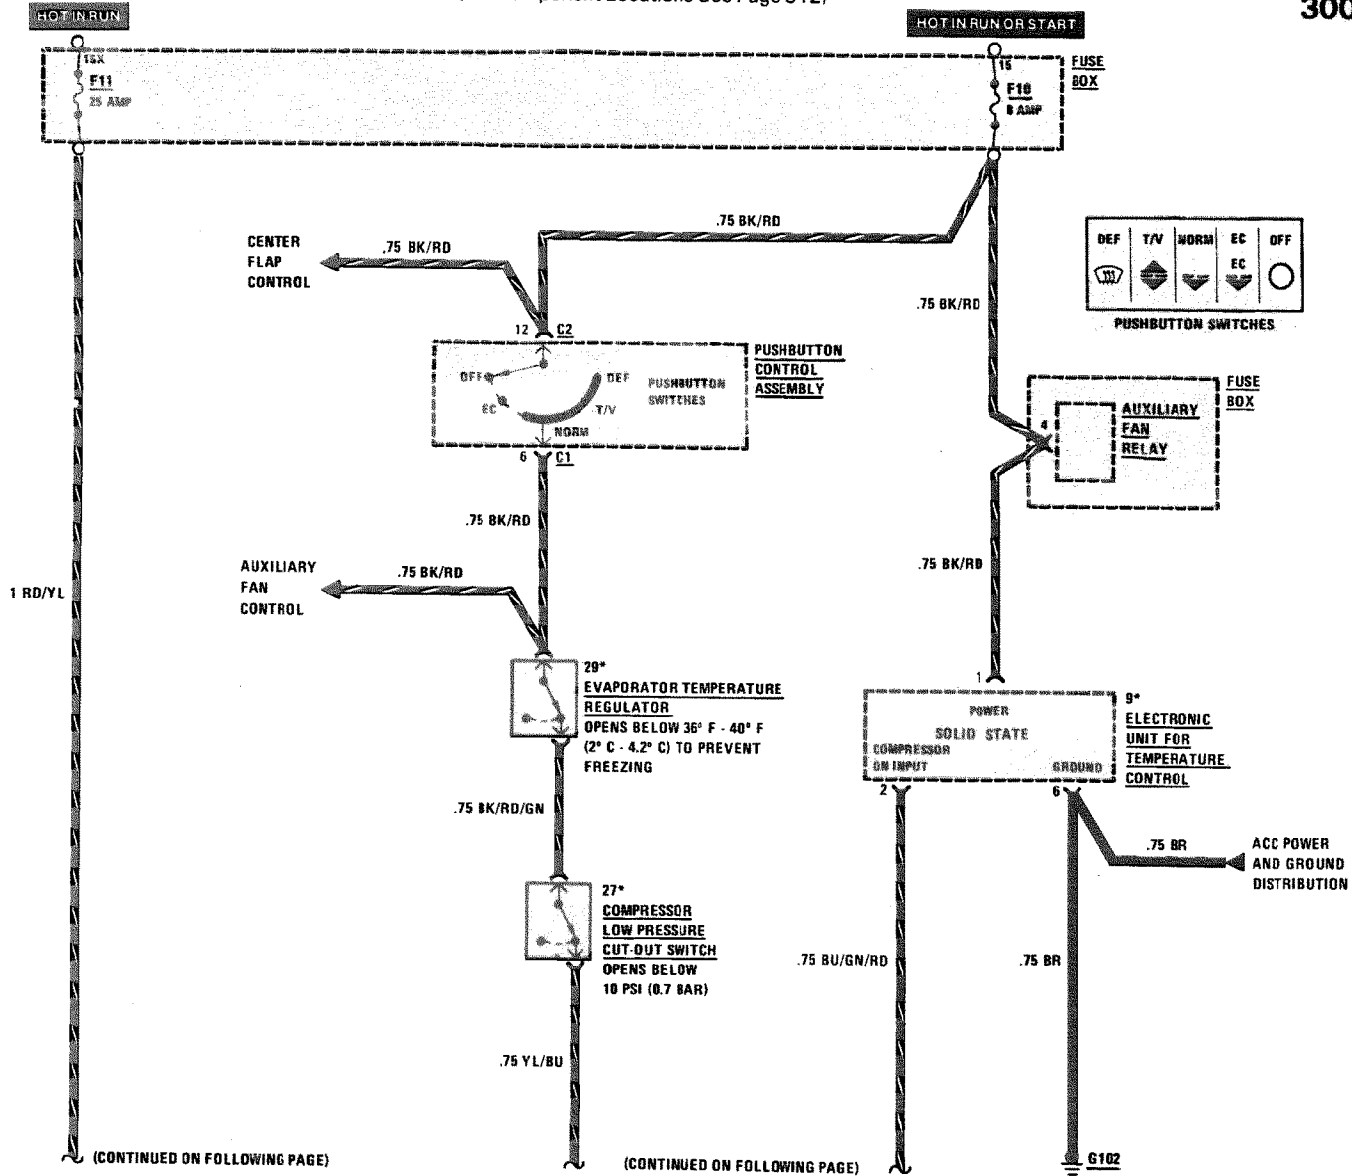 300
HOT IN RUN
HOT IN RUN OR START
15X
F11
25 AMP
15
F10
8 AMP
FUSE
BOX
.75 BK/RD
CENTER
FLAP
CONTROL
.75 BK/RD
.75 BK/RD
DEF
T/V
NORM
EC
OFF
EC
PUSHBUTTON SWITCHES
12
C2
PUSHBUTTON
CONTROL
ASSEMBLY
OFF
DEF
EC
T/V
NORM
PUSHBUTTON
SWITCHES
6
C1
FUSE
BOX
4
AUXILIARY
FAN
RELAY
.75 BK/RD
.75 BK/RD
AUXILIARY
FAN
CONTROL
.75 BK/RD
1 RD/YL
29*
EVAPORATOR TEMPERATURE
REGULATOR
OPENS BELOW 36° F - 40° F
(2° C - 4.2° C) TO PREVENT
FREEZING
1
POWER
SOLID STATE
COMPRESSOR
ON INPUT
GROUND
9*
ELECTRONIC
UNIT FOR
TEMPERATURE
CONTROL
2
6
.75 BK/RD/GN
.75 BR
ACC POWER
AND GROUND
DISTRIBUTION
27*
COMPRESSOR
LOW PRESSURE
CUT-OUT SWITCH
OPENS BELOW
10 PSI (0.7 BAR)
.75 BU/GN/RD
.75 BR
.75 YL/BU
(CONTINUED ON FOLLOWING PAGE)
(CONTINUED ON FOLLOWING PAGE)
G102